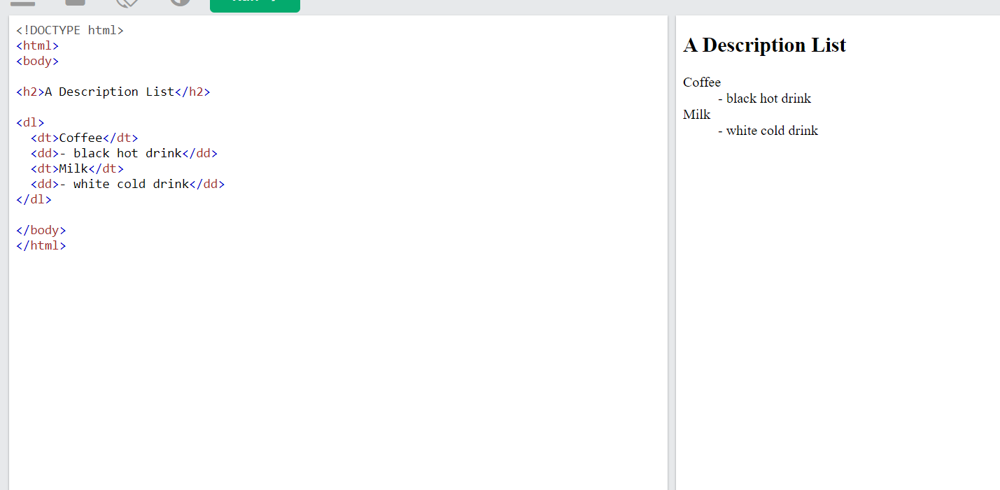 <!DOCTYPE html>
<html>
<body>
<h2>A Description List</h2>
<dl>
  <dt>Coffee</dt>
  <dd>- black hot drink</dd>
  <dt>Milk</dt>
  <dd>- white cold drink</dd>
</dl>
</body>
</html>
A Description List
Coffee
- black hot drink
Milk
- white cold drink